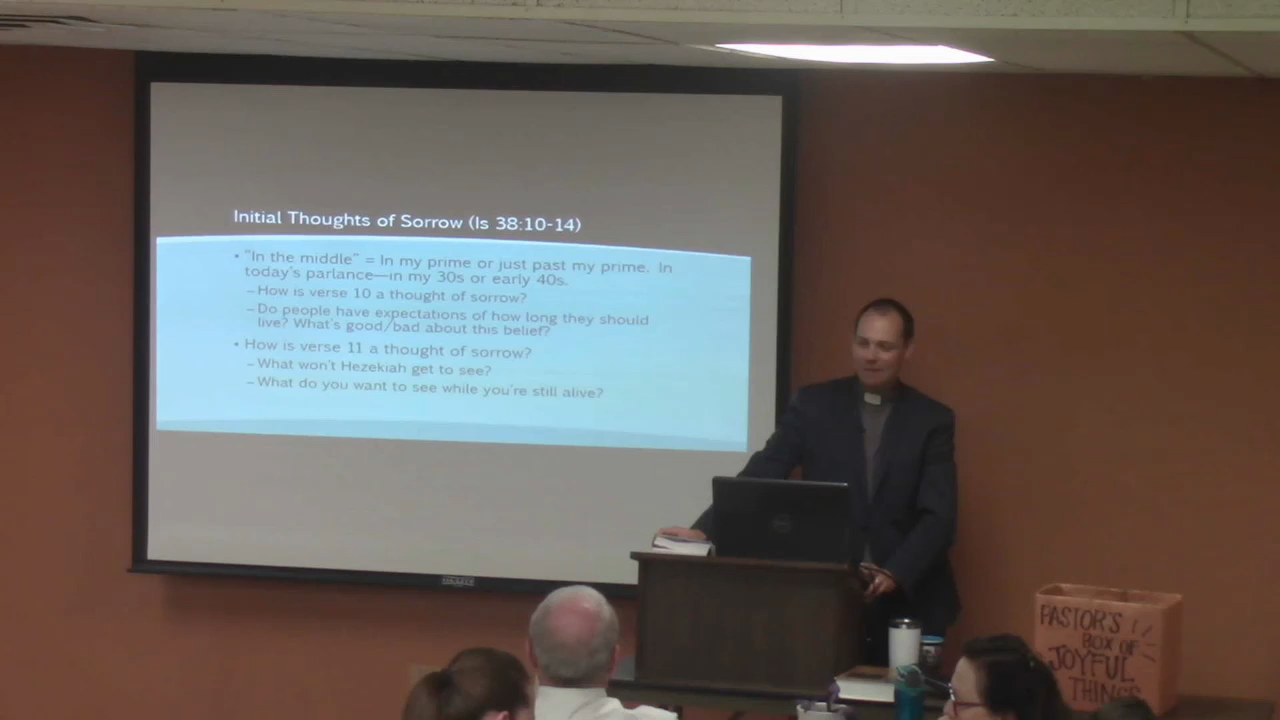 Initial Thoughts of Sorrow (Is 38:10-14)
• "In the middle" = In my prime or just past my prime. In
today's parlance—in my 30s or early 40s.
–How is verse 10 a thought of sorrow?
–Do people have expectations of how long they should
live? What's good/bad about this belief?
• How is verse 11 a thought of sorrow?
–What won't Hezekiah get to see?
–What do you want to see while you're still alive?
PASTOR'S
BOX OF
JOYFUL
THINGS